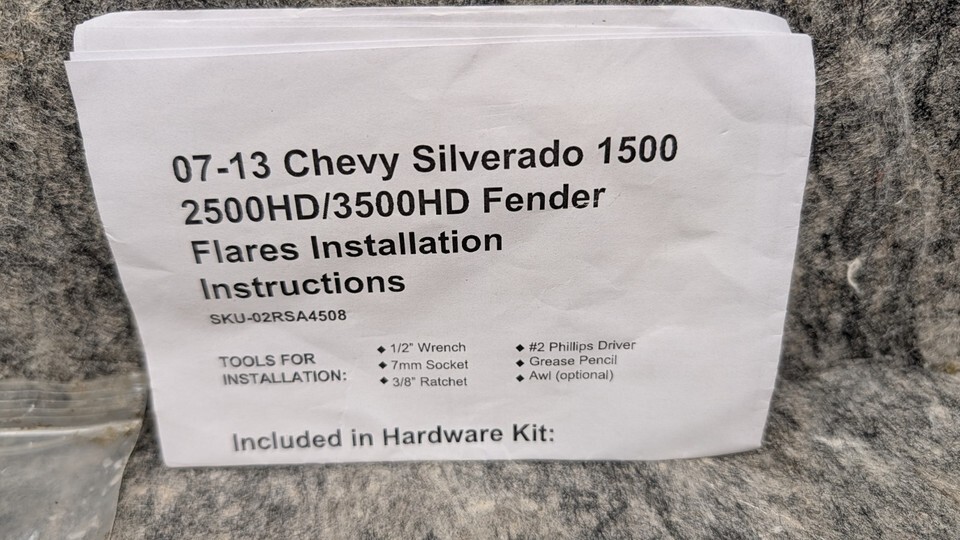 07-13 Chevy Silverado 1500
2500HD/3500HD Fender
Flares Installation
Instructions
SKU-02RSA4508
TOOLS FOR
INSTALLATION:
◆ 1/2" Wrench
◆ 7mm Socket
◆ 3/8" Ratchet
◆ #2 Phillips Driver
◆ Grease Pencil
◆ Awl (optional)
Included in Hardware Kit: